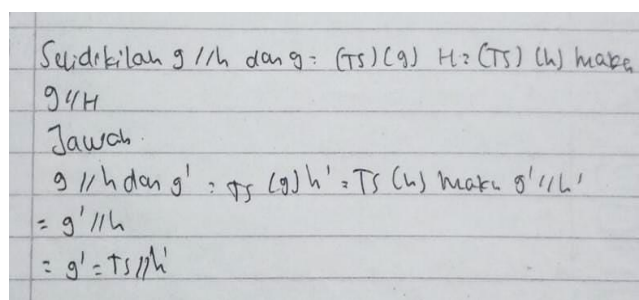 Selidikilah g //h dan g = (TS) (g) H = (TS) (h) maka
g//H
Jawab.
g //h dan g' = TS (g) h' = TS (h) maka g' // h'
= g' //h
= g' = TS // h'